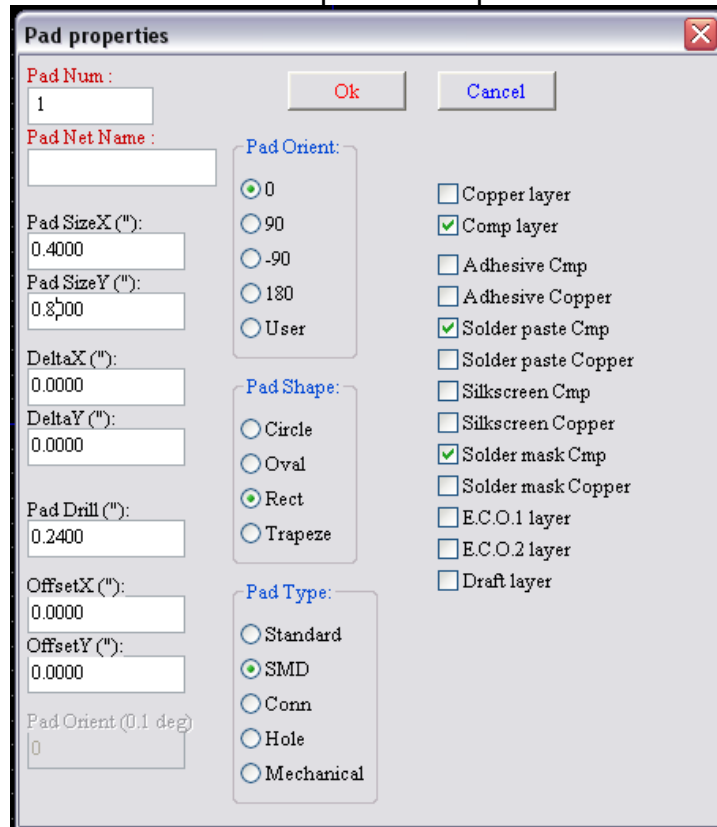 Pad properties
Pad Num :
1
Pad Net Name :
Pad SizeX ("):
0.4000
Pad SizeY ("):
0.8000
DeltaX ("):
0.0000
DeltaY ("):
0.0000
Pad Drill ("):
0.2400
OffsetX ("):
0.0000
OffsetY ("):
0.0000
Pad Orient (0.1 deg)
0
Ok
Cancel
Pad Orient:
0
90
-90
180
User
Pad Shape:
Circle
Oval
Rect
Trapeze
Pad Type:
Standard
SMD
Conn
Hole
Mechanical
Copper layer
Comp layer
Adhesive Cmp
Adhesive Copper
Solder paste Cmp
Solder paste Copper
Silkscreen Cmp
Silkscreen Copper
Solder mask Cmp
Solder mask Copper
E.C.O.1 layer
E.C.O.2 layer
Draft layer